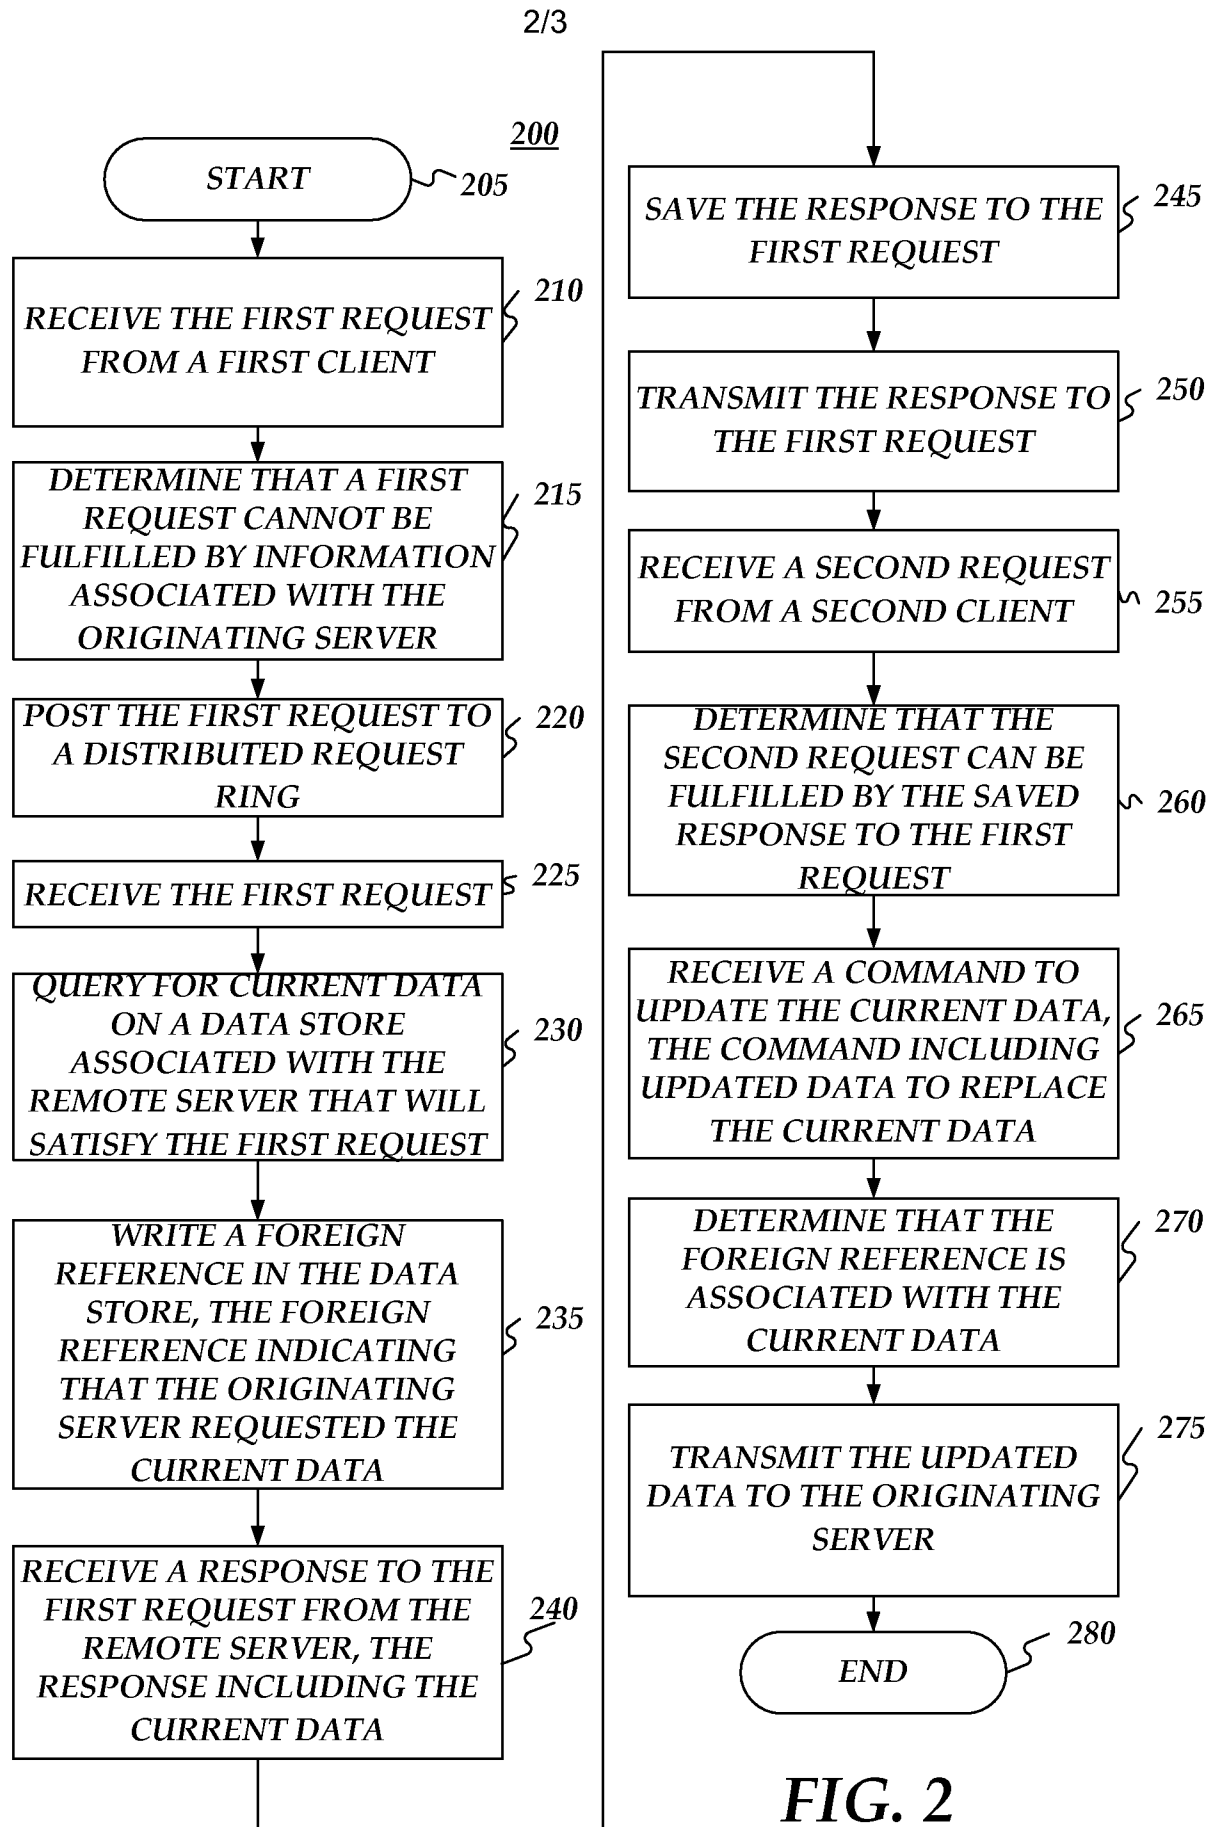 2/3
200
START
205
RECEIVE THE FIRST REQUEST
FROM A FIRST CLIENT
210
DETERMINE THAT A FIRST
REQUEST CANNOT BE
FULFILLED BY INFORMATION
ASSOCIATED WITH THE
ORIGINATING SERVER
215
POST THE FIRST REQUEST TO
A DISTRIBUTED REQUEST
RING
220
RECEIVE THE FIRST REQUEST
225
QUERY FOR CURRENT DATA
ON A DATA STORE
ASSOCIATED WITH THE
REMOTE SERVER THAT WILL
SATISFY THE FIRST REQUEST
230
WRITE A FOREIGN
REFERENCE IN THE DATA
STORE, THE FOREIGN
REFERENCE INDICATING
THAT THE ORIGINATING
SERVER REQUESTED THE
CURRENT DATA
235
RECEIVE A RESPONSE TO THE
FIRST REQUEST FROM THE
REMOTE SERVER, THE
RESPONSE INCLUDING THE
CURRENT DATA
240
SAVE THE RESPONSE TO THE
FIRST REQUEST
245
TRANSMIT THE RESPONSE TO
THE FIRST REQUEST
250
RECEIVE A SECOND REQUEST
FROM A SECOND CLIENT
255
DETERMINE THAT THE
SECOND REQUEST CAN BE
FULFILLED BY THE SAVED
RESPONSE TO THE FIRST
REQUEST
260
RECEIVE A COMMAND TO
UPDATE THE CURRENT DATA,
THE COMMAND INCLUDING
UPDATED DATA TO REPLACE
THE CURRENT DATA
265
DETERMINE THAT THE
FOREIGN REFERENCE IS
ASSOCIATED WITH THE
CURRENT DATA
270
TRANSMIT THE UPDATED
DATA TO THE ORIGINATING
SERVER
275
END
280
FIG. 2